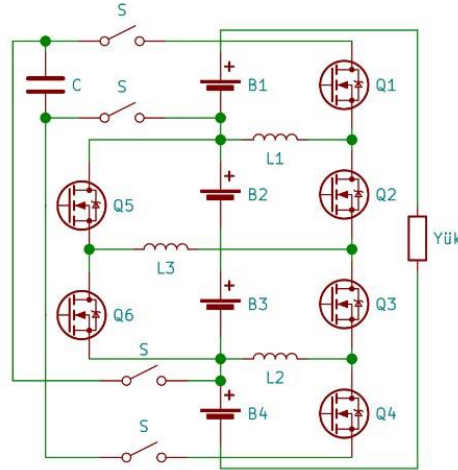 S
C
S
+
B1
Q1
L1
Q5
+
B2
Q2
L3
Yük
Q6
+
B3
Q3
S
L2
+
B4
Q4
S